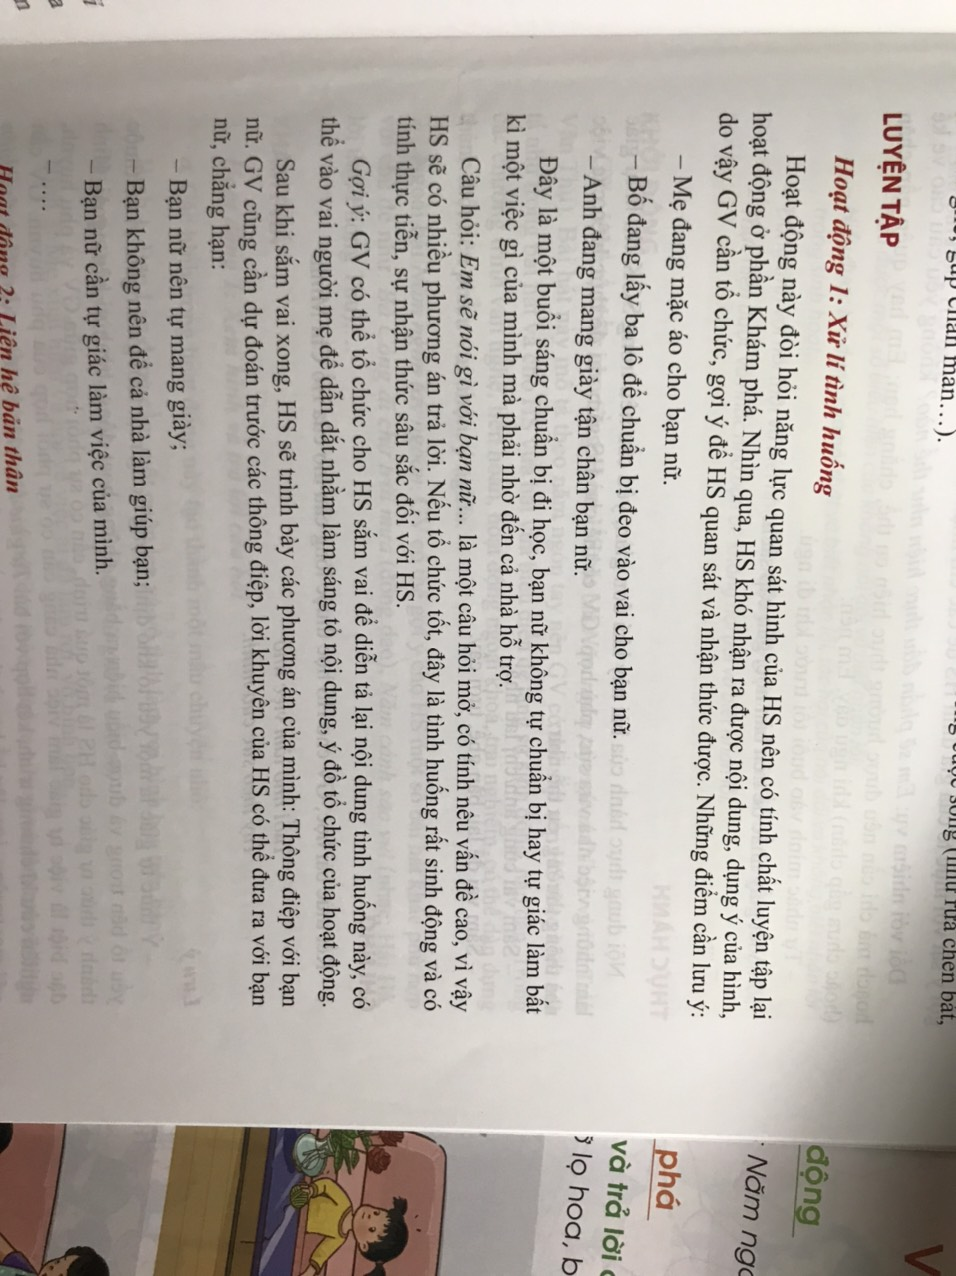 LUYỆN TẬP
Hoạt động 1: Xử lí tình huống
Hoạt động này đòi hỏi năng lực quan sát hình của HS nên có tính chất luyện tập lại
hoạt động ở phần Khám phá. Nhìn qua, HS khó nhận ra được nội dung, dụng ý của hình,
do vậy GV cần tổ chức, gợi ý để HS quan sát và nhận thức được. Những điểm cần lưu ý:
– Mẹ đang mặc áo cho bạn nữ.
– Bố đang lấy ba lô để chuẩn bị đeo vào vai cho bạn nữ.
– Anh đang mang giày tận chân bạn nữ.
Đây là một buổi sáng chuẩn bị đi học, bạn nữ không tự chuẩn bị hay tự giác làm bất
kì một việc gì của mình mà phải nhờ đến cả nhà hỗ trợ.
Câu hỏi: Em sẽ nói gì với bạn nữ... là một câu hỏi mở, có tính nêu vấn đề cao, vì vậy
HS sẽ có nhiều phương án trả lời. Nếu tổ chức tốt, đây là tình huống rất sinh động và có
tính thực tiễn, sự nhận thức sâu sắc đối với HS.
Gợi ý: GV có thể tổ chức cho HS sắm vai để diễn tả lại nội dung tình huống này, có
thể vào vai người mẹ để dẫn dắt nhằm làm sáng tỏ nội dung, ý đồ tổ chức của hoạt động.
Sau khi sắm vai xong, HS sẽ trình bày các phương án của mình: Thông điệp với bạn
nữ. GV cũng cần dự đoán trước các thông điệp, lời khuyên của HS có thể đưa ra với bạn
nữ, chẳng hạn:
– Bạn nữ nên tự mang giày;
– Bạn không nên để cả nhà làm giúp bạn;
– Bạn nữ cần tự giác làm việc của mình.
– ....
Hoạt động 2: Liên hệ bản thân
động
Năm
phá
và trả lời
lọ hoa, b